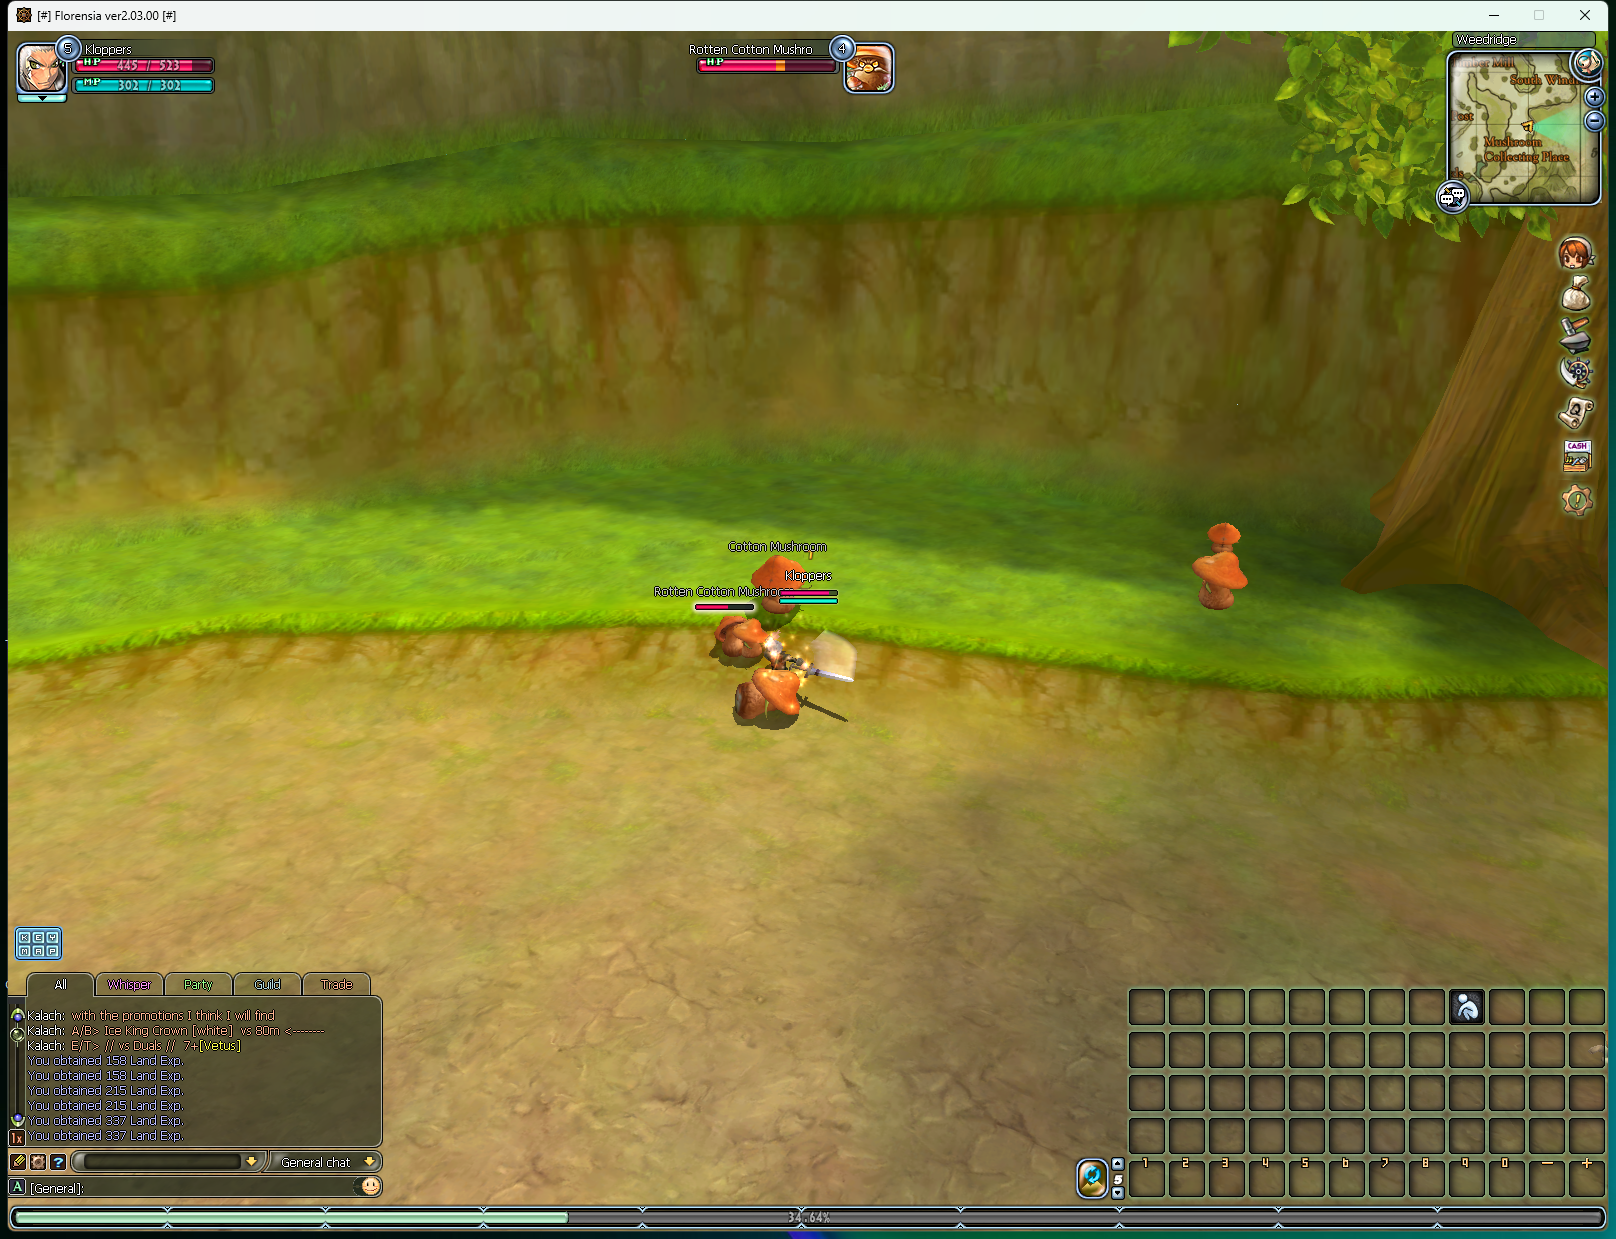 [#] Florensia ver2.03.00 [#]
5 Kloppers
HP 445 / 523
MP 302 / 302
Rotten Cotton Mushro 4
HP
Weedridge
South Wind
ost
Mushroom
Collecting Place
CASH
Cotton Mushroom
Kloppers
Rotten Cotton Mushroo
KEY
MAP
All Whisper Party Guild Trade
Kalach: with the promotions I think I will find
Kalach: A/B> Ice King Crown [white] vs 80m <--------
Kalach: E/T> // vs Duals // 7+[Vetus]
You obtained 158 Land Exp.
You obtained 158 Land Exp.
You obtained 215 Land Exp.
You obtained 215 Land Exp.
You obtained 337 Land Exp.
You obtained 337 Land Exp.
1x
? General chat
A [General]:
5 1 2 3 4 5 6 7 8 9 0 — +
34.64%